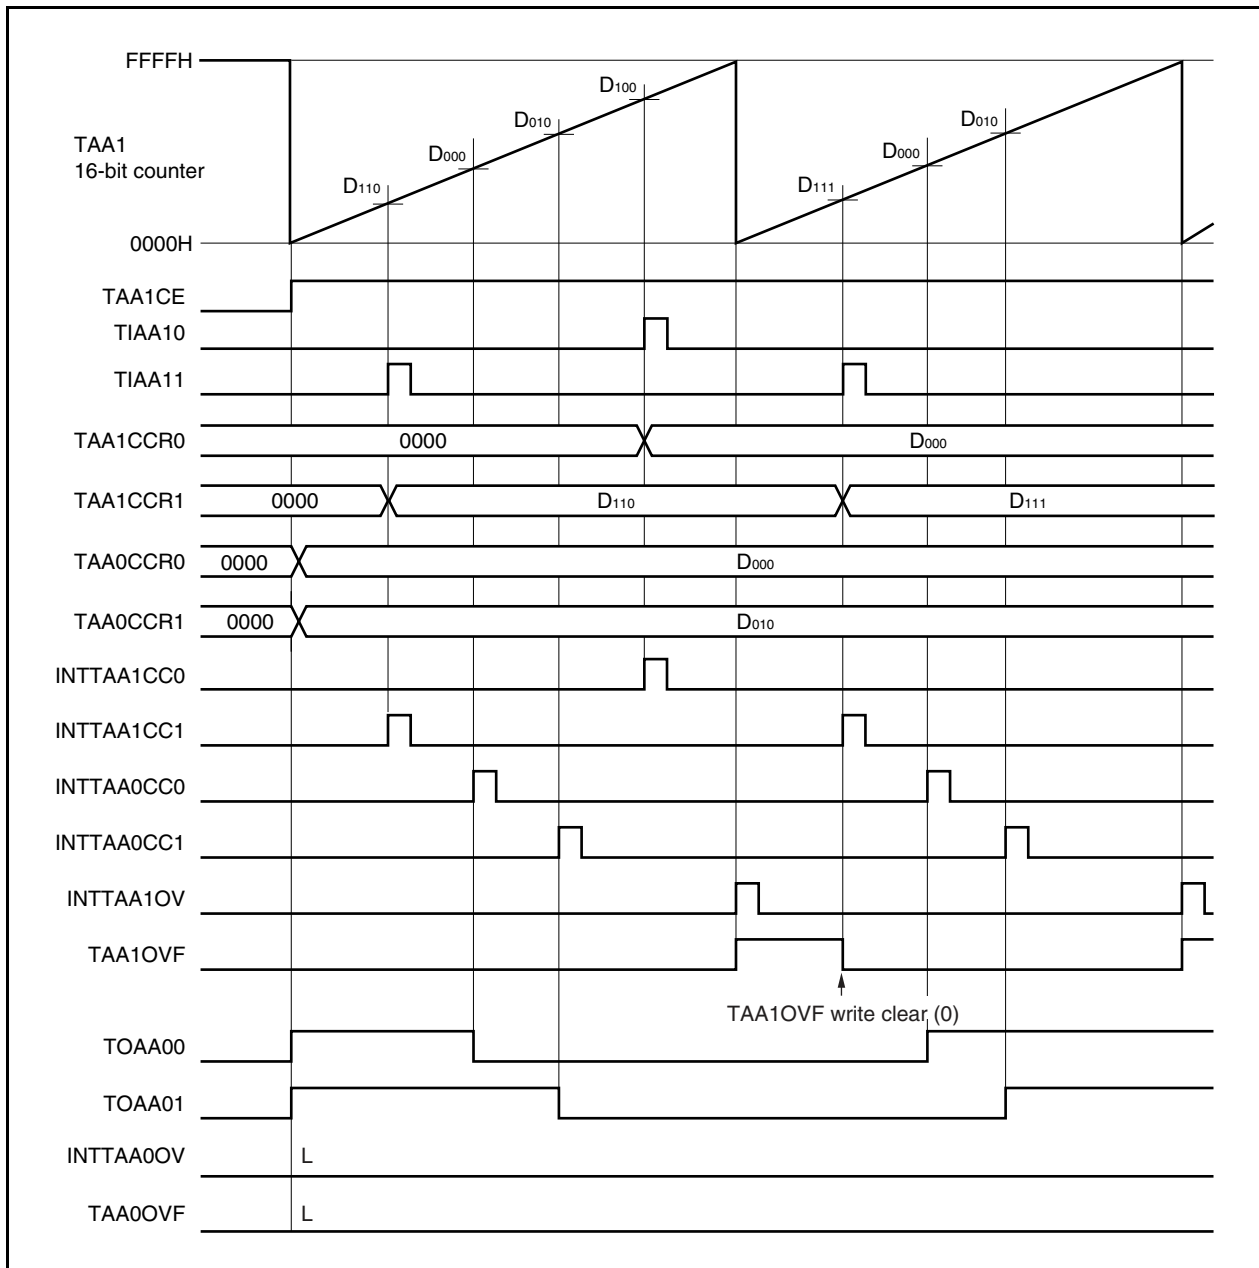 FFFFH
D100
D010
D010
TAA1
16-bit counter
D000
D000
D110
D111
0000H
TAA1CE
TIAA10
TIAA11
TAA1CCR0 0000 D000
TAA1CCR1 0000 D110 D111
TAA0CCR0 0000 D000
TAA0CCR1 0000 D010
INTTAA1CC0
INTTAA1CC1
INTTAA0CC0
INTTAA0CC1
INTTAA1OV
TAA1OVF
TAA1OVF write clear (0)
TOAA00
TOAA01
INTTAA0OV L
TAA0OVF L